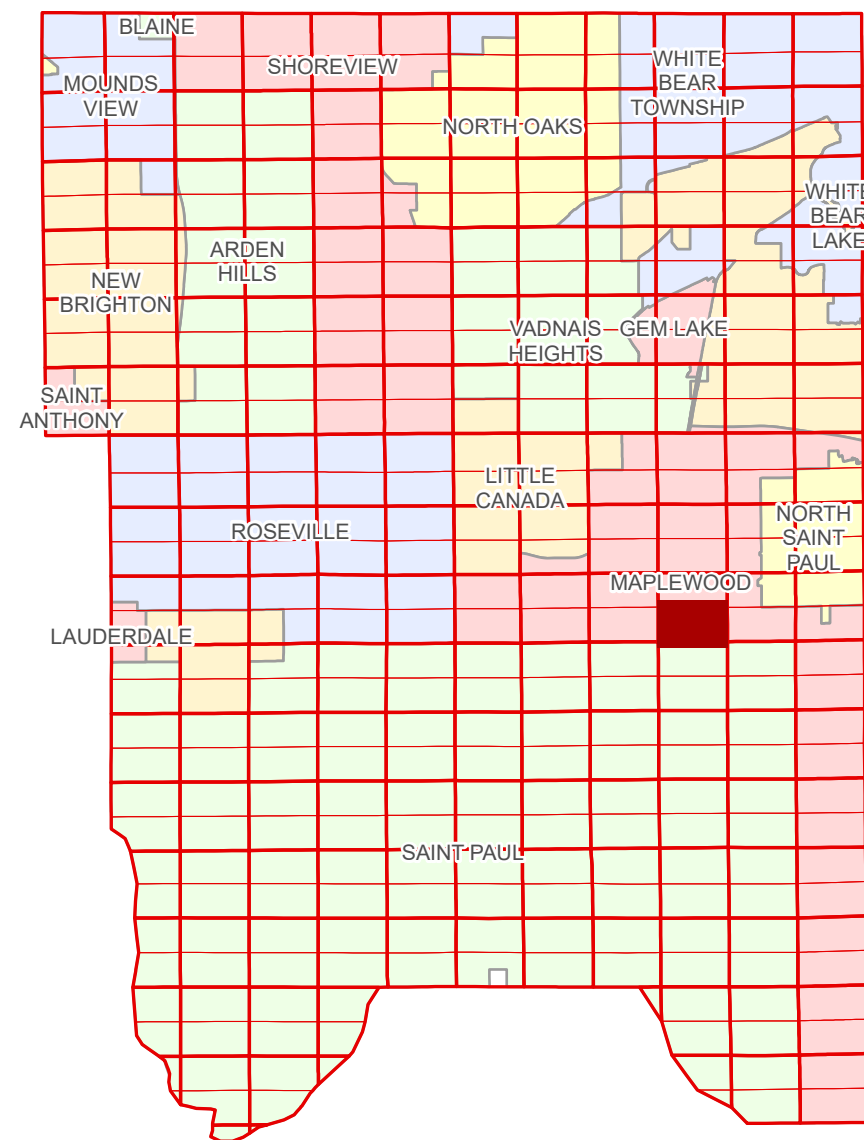 BLAINE
SHOREVIEW
WHITE
BEAR
TOWNSHIP
MOUNDS
VIEW
NORTH OAKS
WHITE
BEAR
LAKE
ARDEN
HILLS
NEW
BRIGHTON
VADNAIS
HEIGHTS
GEM LAKE
SAINT
ANTHONY
LITTLE
CANADA
NORTH
SAINT
PAUL
ROSEVILLE
MAPLEWOOD
LAUDERDALE
SAINT PAUL